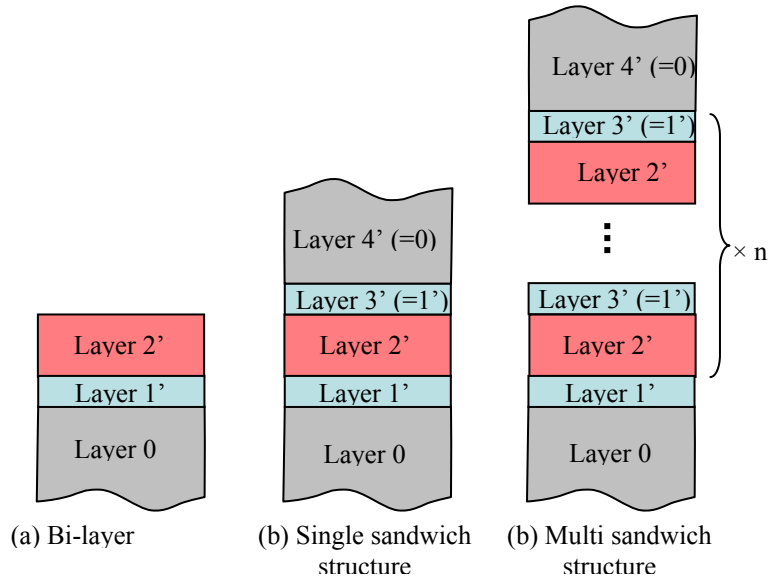 Layer 2’
Layer 1’
Layer 0
(a) Bi-layer
Layer 4’ (=0)
Layer 3’ (=1’)
Layer 2’
Layer 1’
Layer 0
(b) Single sandwich
structure
Layer 4’ (=0)
Layer 3’ (=1’)
Layer 2’
⋮
× n
Layer 3’ (=1’)
Layer 2’
Layer 1’
Layer 0
(b) Multi sandwich
structure